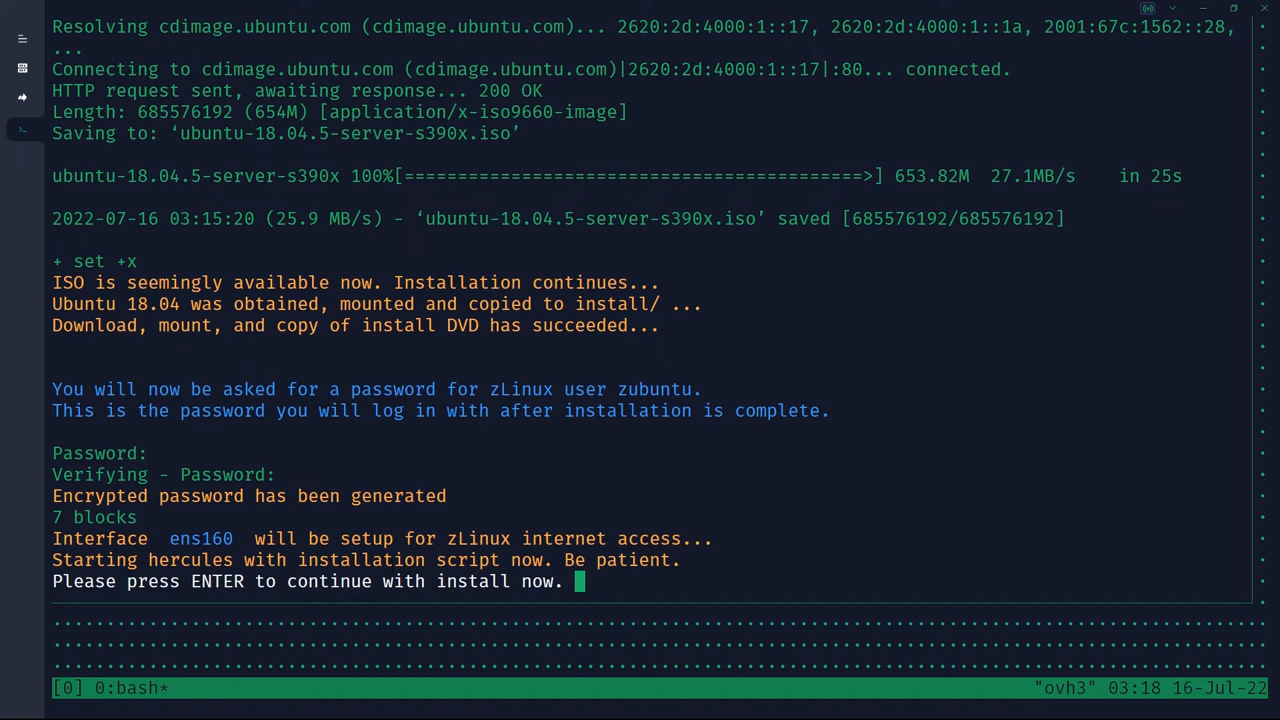 Resolving cdimage.ubuntu.com (cdimage.ubuntu.com)... 2620:2d:4000:1::17, 2620:2d:4000:1::1a, 2001:67c:1562::28,
...
Connecting to cdimage.ubuntu.com (cdimage.ubuntu.com)|2620:2d:4000:1::17|:80... connected.
HTTP request sent, awaiting response... 200 OK
Length: 685576192 (654M) [application/x-iso9660-image]
Saving to: ‘ubuntu-18.04.5-server-s390x.iso’
ubuntu-18.04.5-server-s390x 100%[===========================================>] 653.82M  27.1MB/s    in 25s
2022-07-16 03:15:20 (25.9 MB/s) - ‘ubuntu-18.04.5-server-s390x.iso’ saved [685576192/685576192]
+ set +x
ISO is seemingly available now. Installation continues...
Ubuntu 18.04 was obtained, mounted and copied to install/ ...
Download, mount, and copy of install DVD has succeeded...
You will now be asked for a password for zLinux user zubuntu.
This is the password you will log in with after installation is complete.
Password:
Verifying - Password:
Encrypted password has been generated
7 blocks
Interface  ens160  will be setup for zLinux internet access...
Starting hercules with installation script now. Be patient.
Please press ENTER to continue with install now.
[0] 0:bash* "ovh3" 03:18 16-Jul-22